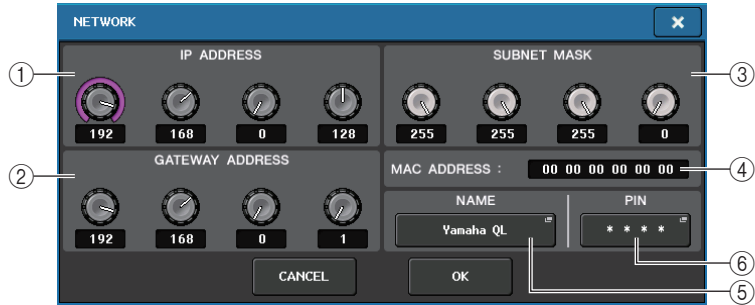 NETWORK
×
IP ADDRESS
SUBNET MASK
① ③
192 168 0 128
255 255 255 0
GATEWAY ADDRESS
MAC ADDRESS : 00 00 00 00 00 00
② ④
NAME PIN
192 168 0 1
Yamaha QL * * * *
⑥
CANCEL OK
⑤